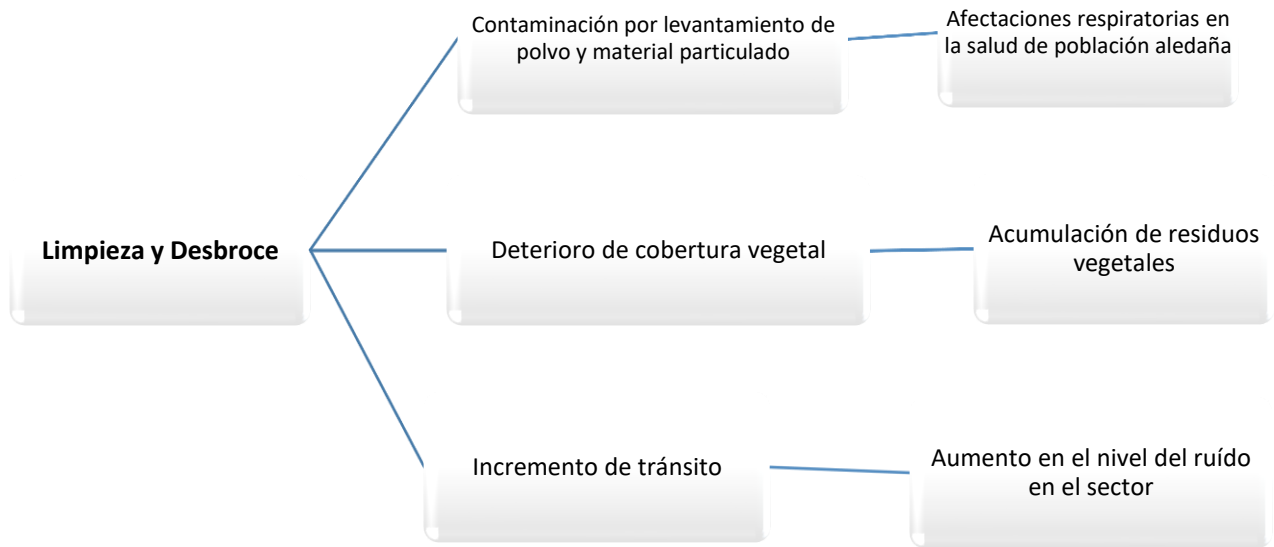 Contaminación por levantamiento de
polvo y material particulado
Afectaciones respiratorias en
la salud de población aledaña
Limpieza y Desbroce
Deterioro de cobertura vegetal
Acumulación de residuos
vegetales
Incremento de tránsito
Aumento en el nivel del ruído
en el sector